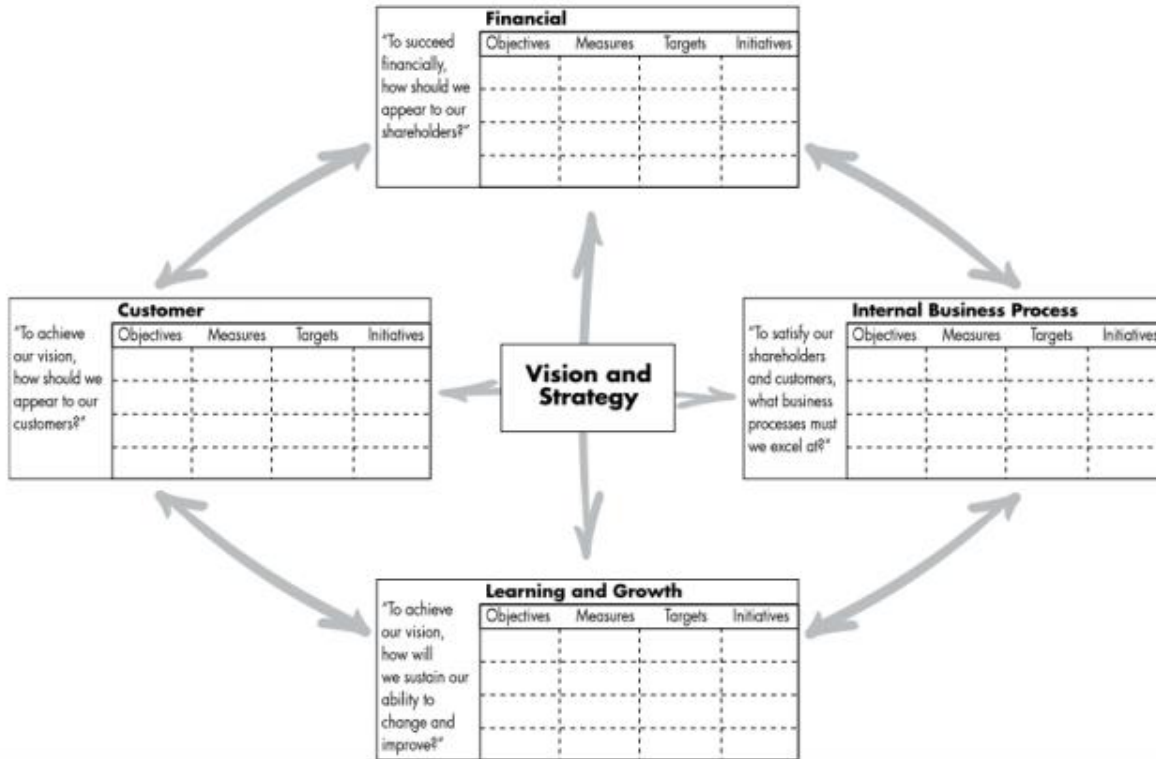 Financial
"To succeed
financially,
how should we
appear to our
shareholders?"
Objectives Measures Targets Initiatives
Customer
"To achieve
our vision,
how should we
appear to our
customers?"
Objectives Measures Targets Initiatives
Vision and
Strategy
Internal Business Process
"To satisfy our
shareholders
and customers,
what business
processes must
we excel at?"
Objectives Measures Targets Initiatives
Learning and Growth
"To achieve
our vision,
how will
we sustain our
ability to
change and
improve?"
Objectives Measures Targets Initiatives